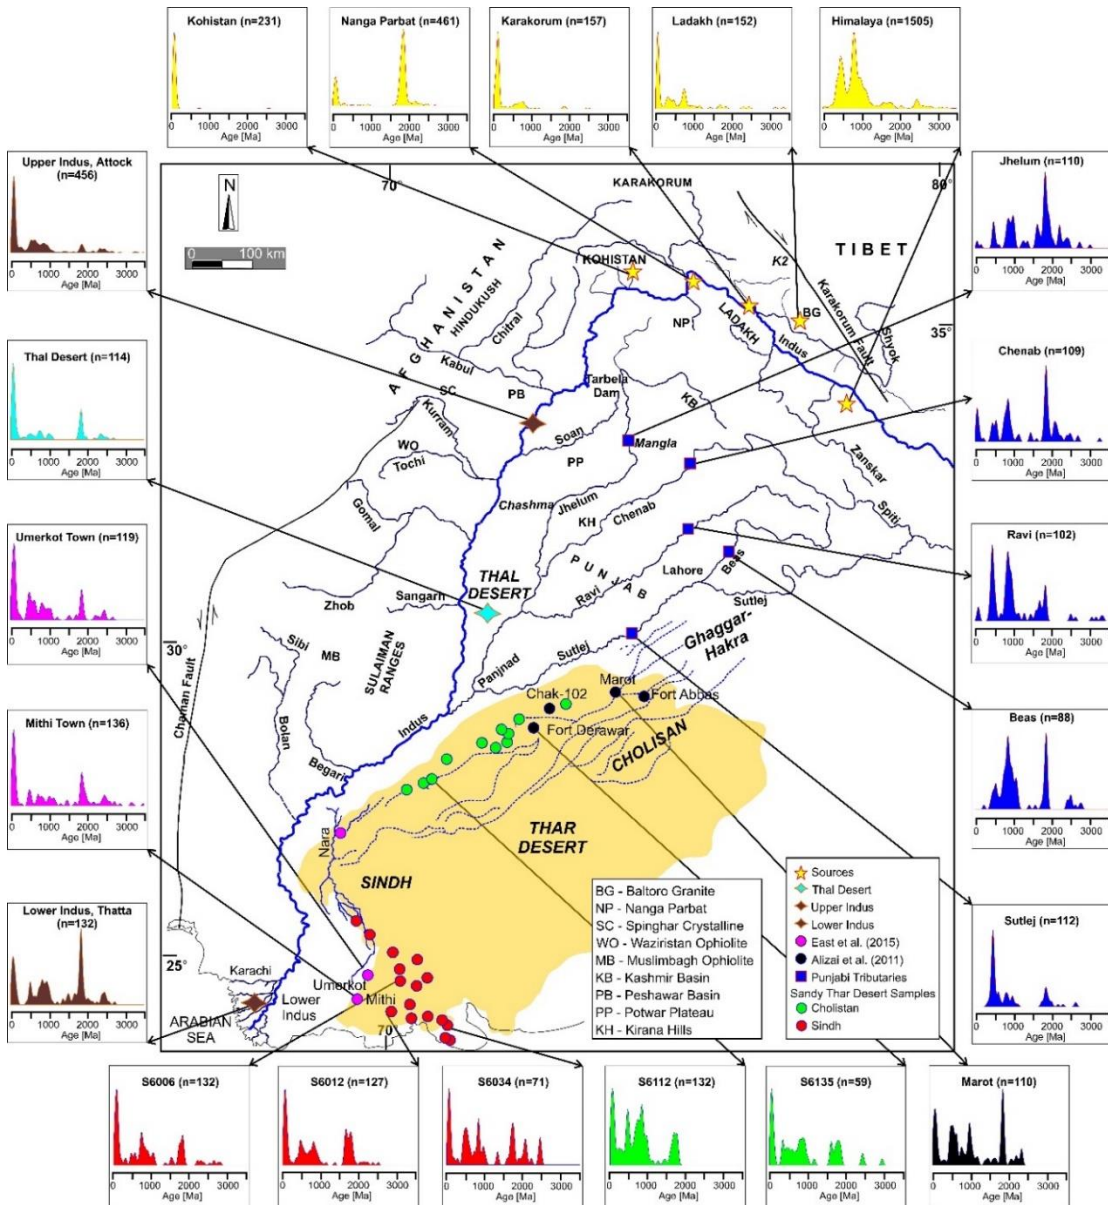 Kohistan (n=231)
0 1000 2000 3000
Age [Ma]
Nanga Parbat (n=461)
0 1000 2000 3000
Age [Ma]
Karakorum (n=157)
0 1000 2000 3000
Age [Ma]
Ladakh (n=152)
0 1000 2000 3000
Age [Ma]
Himalaya (n=1505)
0 1000 2000 3000
Age [Ma]
Upper Indus, Attock
(n=456)
0 1000 2000 3000
Age [Ma]
Thal Desert (n=114)
0 1000 2000 3000
Age [Ma]
Umerkot Town (n=119)
0 1000 2000 3000
Age [Ma]
Mithi Town (n=136)
0 1000 2000 3000
Age [Ma]
Lower Indus, Thatta
(n=132)
0 1000 2000 3000
Age [Ma]
70
80
N
0 100 km
KARAKORUM
TIBET
K2
KOHISTAN
AFGHANISTAN
HINDUKUSH
Chitral
BG
Karakorum Fault
Shyok
35°
NP
LADAKH
Indus
Kabul
SC
PB
Tarbela
Dam
KB
Kurram
Soan
Mangla
WO
PP
Zanskar
Tochi
Chashma
Jhelum
Spiti
Gomal
KH
Chenab
PUNJAB
Lahore
Beas
THAL
DESERT
Ravi
Sutlej
Zhob
Sangarh
Ghaggar-
Hakra
30°
Sibi
MB
SULAIMAN
RANGES
Panjnad
Sutlej
Chaman Fault
Marot
Chak-102
Fort Abbas
Indus
Bolan
Fort Derawar
CHOLISAN
Begari
Nara
THAR
DESERT
SINDH
25°
Karachi
Umerkot
Mithi
Lower
Indus
ARABIAN
SEA
70
BG - Baltoro Granite
NP - Nanga Parbat
SC - Spinghar Crystalline
WO - Waziristan Ophiolite
MB - Muslimbagh Ophiolite
KB - Kashmir Basin
PB - Peshawar Basin
PP - Potwar Plateau
KH - Kirana Hills
Sources
Thal Desert
Upper Indus
Lower Indus
East et al. (2015)
Alizai et al. (2011)
Punjabi Tributaries
Sandy Thar Desert Samples
Cholistan
Sindh
Jhelum (n=110)
0 1000 2000 3000
Age [Ma]
Chenab (n=109)
0 1000 2000 3000
Age [Ma]
Ravi (n=102)
0 1000 2000 3000
Age [Ma]
Beas (n=88)
0 1000 2000 3000
Age [Ma]
Sutlej (n=112)
0 1000 2000 3000
Age [Ma]
S6006 (n=132)
0 1000 2000 3000
Age [Ma]
S6012 (n=127)
0 1000 2000 3000
Age [Ma]
S6034 (n=71)
0 1000 2000 3000
Age [Ma]
S6112 (n=132)
0 1000 2000 3000
Age [Ma]
S6135 (n=59)
0 1000 2000 3000
Age [Ma]
Marot (n=110)
0 1000 2000 3000
Age [Ma]